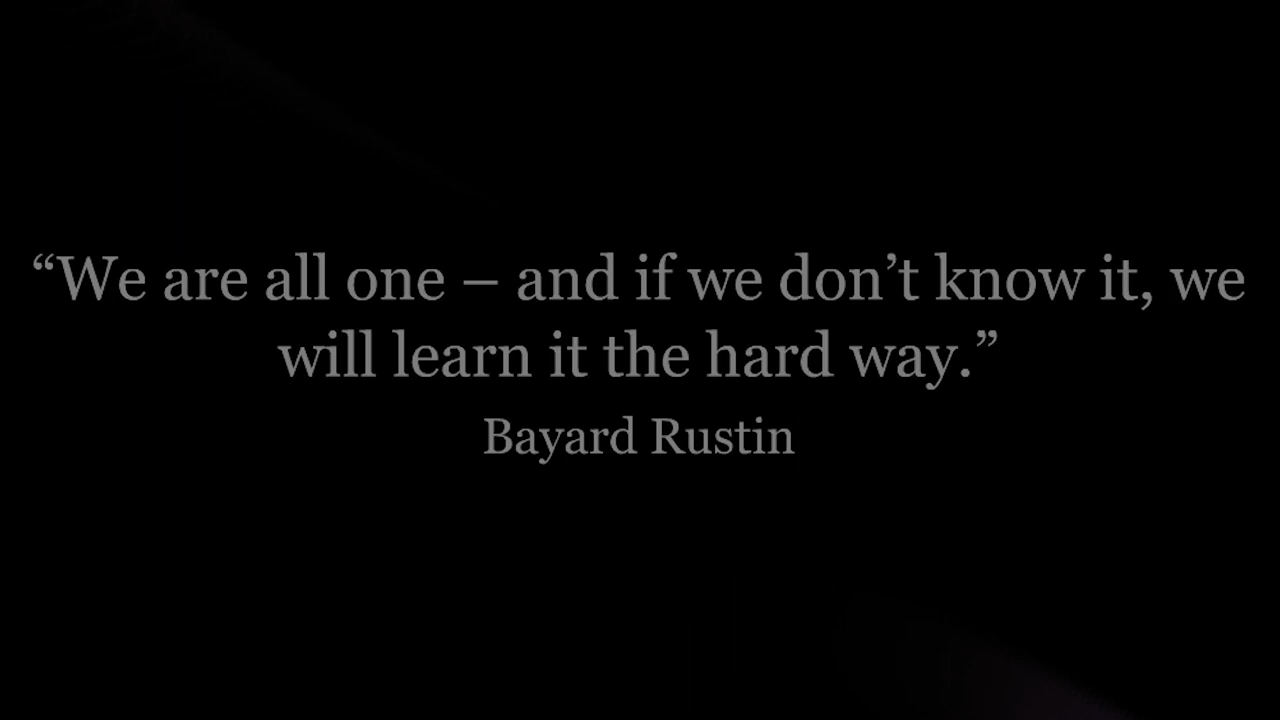 “We are all one – and if we don’t know it, we
will learn it the hard way.”
Bayard Rustin